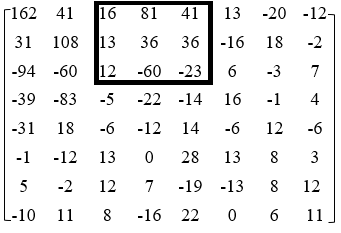 162 41 16 81 41 13 -20 -12
31 108 13 36 36 -16 18 -2
-94 -60 12 -60 -23 6 -3 7
-39 -83 -5 -22 -14 16 -1 4
-31 18 -6 -12 14 -6 12 -6
-1 -12 13 0 28 13 8 3
5 -2 12 7 -19 -13 8 12
-10 11 8 -16 22 0 6 11